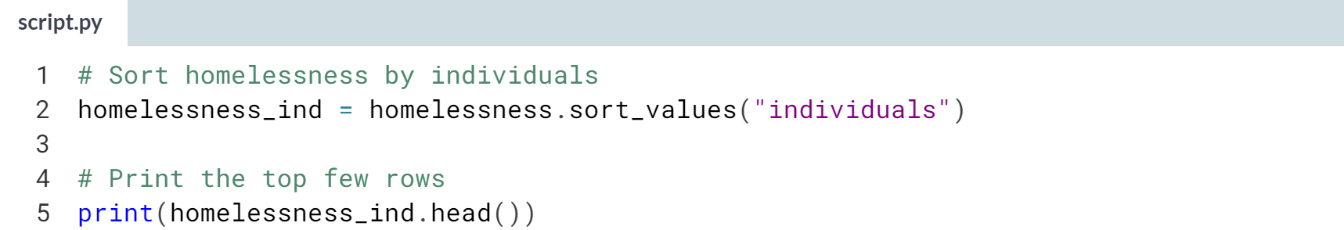 script.py
1 # Sort homelessness by individuals
2 homelessness_ind = homelessness.sort_values("individuals")
3
4 # Print the top few rows
5 print(homelessness_ind.head())